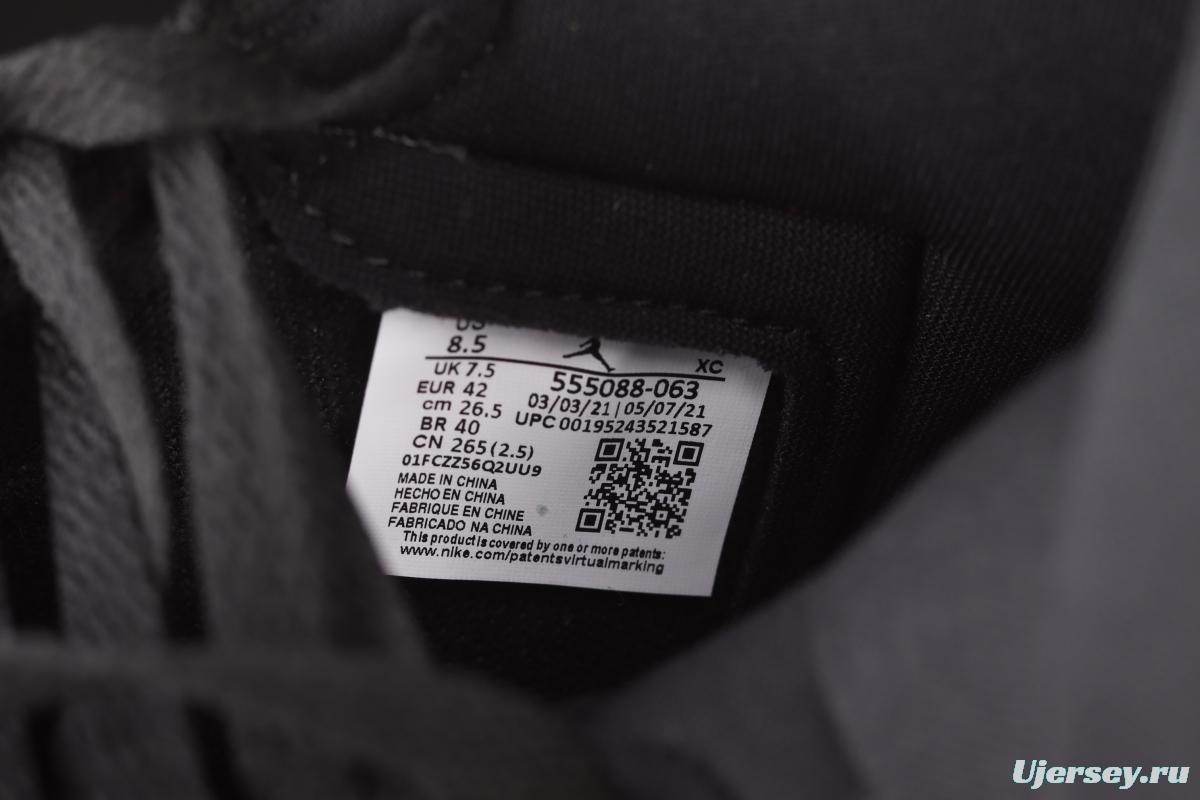 US
8.5
XC
UK 7.5
EUR 42
cm 26.5
BR 40
CN 265 (2.5)
01FCZZ56Q2UU9
555088-063
03/03/21 | 05/07/21
UPC 00195243521587
MADE IN CHINA
HECHO EN CHINA
FABRIQUE EN CHINE
FABRICADO NA CHINA
This product is covered by one or more patents:
www.nike.com/patentsvirtualmarking
Ujersey.ru